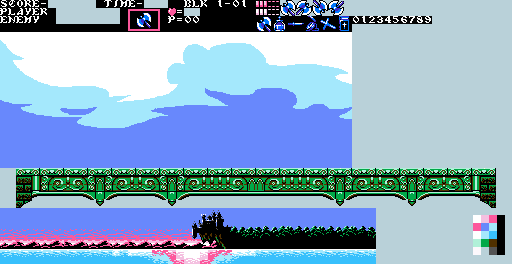 SCORE- TIME- BLK 1-01
PLAYER =
ENEMY P=00
0123456789